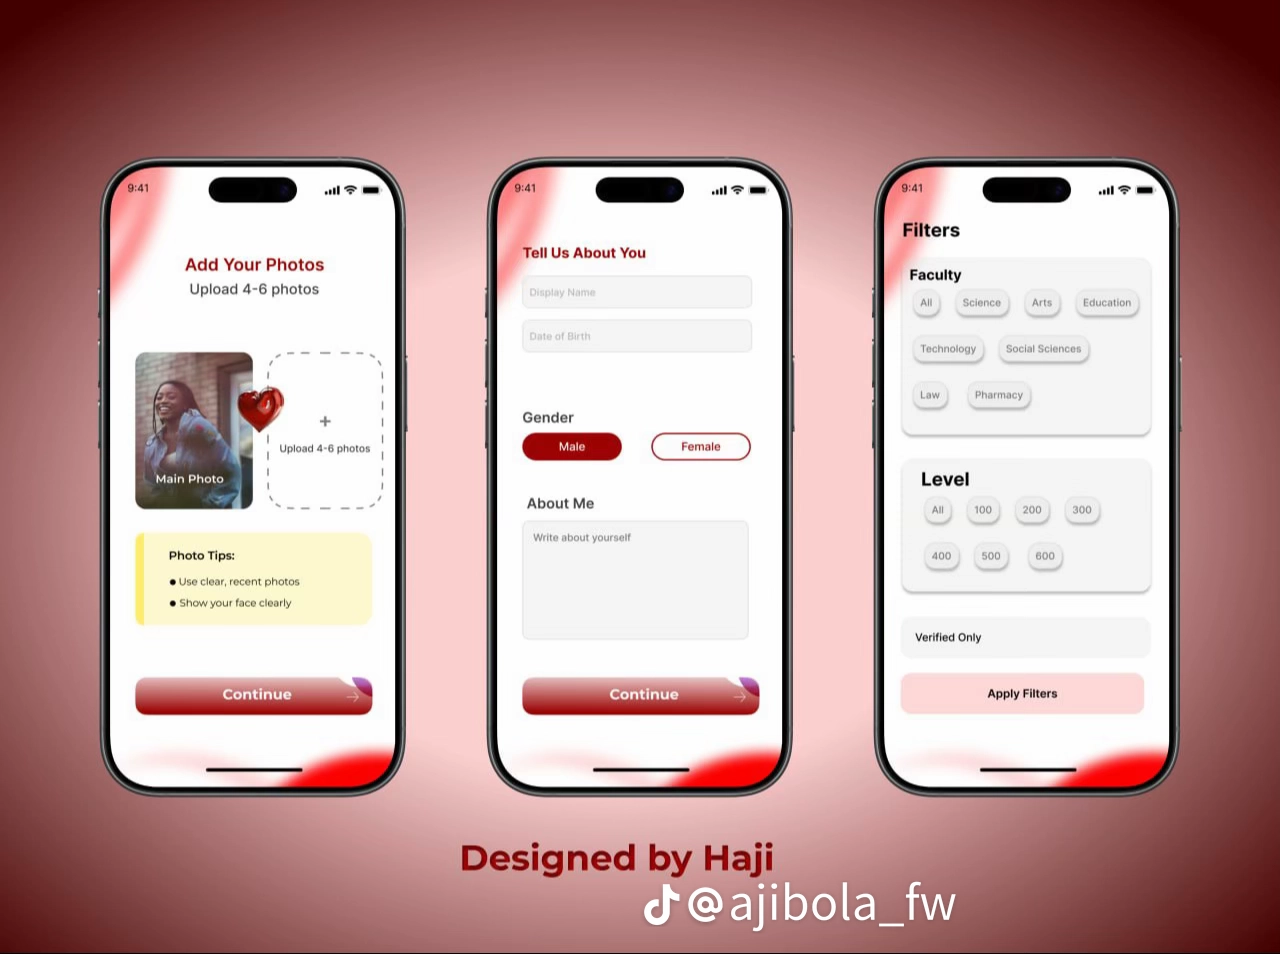 9:41
Add Your Photos
Upload 4-6 photos
Main Photo
+
Upload 4-6 photos
Photo Tips:
● Use clear, recent photos
● Show your face clearly
Continue →
9:41
Tell Us About You
Display Name
Date of Birth
Gender
Male Female
About Me
Write about yourself
Continue →
9:41
Filters
Faculty
All Science Arts Education
Technology Social Sciences
Law Pharmacy
Level
All 100 200 300
400 500 600
Verified Only
Apply Filters
Designed by Haji
@ajibola_fw